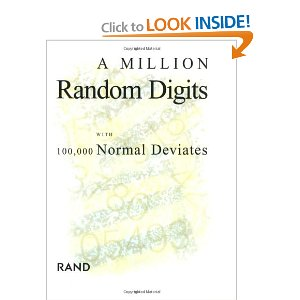 Click to LOOK INSIDE!
A MILLION
Random Digits
WITH
100,000 Normal Deviates
RAND